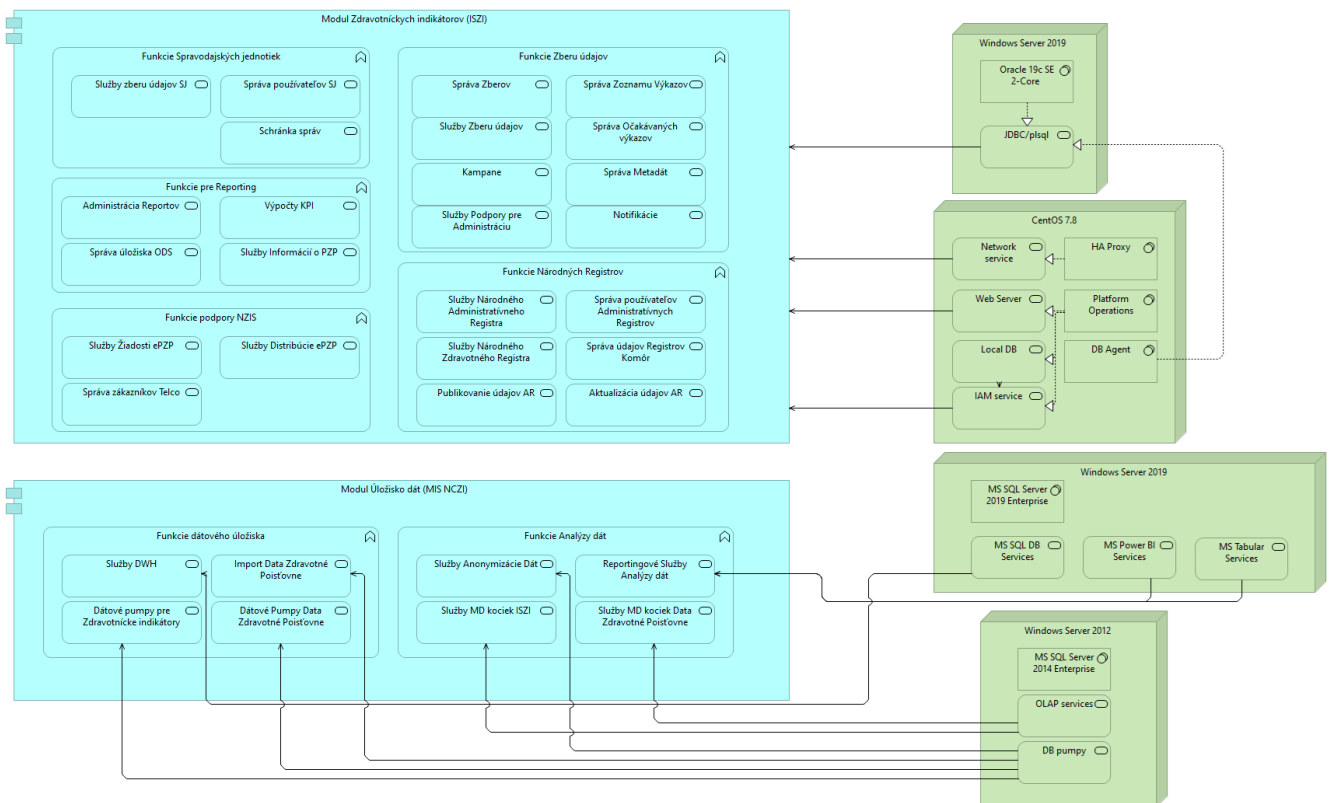 Modul Zdravotníckych indikátorov (ISZI)
Funkcie Spravodajských jednotiek
Služby zberu údajov SJ
Správa používateľov SJ
Schránka správ
Funkcie pre Reporting
Administrácia Reportov
Výpočty KPI
Správa úložiska ODS
Služby Informácií o PZP
Funkcie podpory NZIS
Služby Žiadosti ePZP
Služby Distribúcie ePZP
Správa zákazníkov Telco
Funkcie Zberu údajov
Správa Zberov
Správa Zoznamu Výkazov
Služby Zberu údajov
Správa Očakávaných
výkazov
Kampane
Správa Metadát
Služby Podpory pre
Administráciu
Notifikácie
Funkcie Národných Registrov
Služby Národného
Administratívneho
Registra
Správa používateľov
Administratívnych
Registrov
Služby Národného
Zdravotného Registra
Správa údajov Registrov
Komôr
Publikovanie údajov AR
Aktualizácia údajov AR
Windows Server 2019
Oracle 19c SE
2-Core
JDBC/plsql
CentOS 7.8
Network
service
HA Proxy
Web Server
Platform
Operations
Local DB
DB Agent
IAM service
Modul Úložisko dát (MIS NCZI)
Funkcie dátového úložiska
Služby DWH
Import Data Zdravotné
Poisťovne
Dátové pumpy pre
Zdravotnícke indikátory
Dátové Pumpy Data
Zdravotné Poisťovne
Funkcie Analýzy dát
Služby Anonymizácie Dát
Reportingové Služby
Analýzy dát
Služby MD kociek ISZI
Služby MD kociek Data
Zdravotné Poisťovne
Windows Server 2019
MS SQL Server
2019 Enterprise
MS SQL DB
Services
MS Power BI
Services
MS Tabular
Services
Windows Server 2012
MS SQL Server
2014 Enterprise
OLAP services
DB pumpy